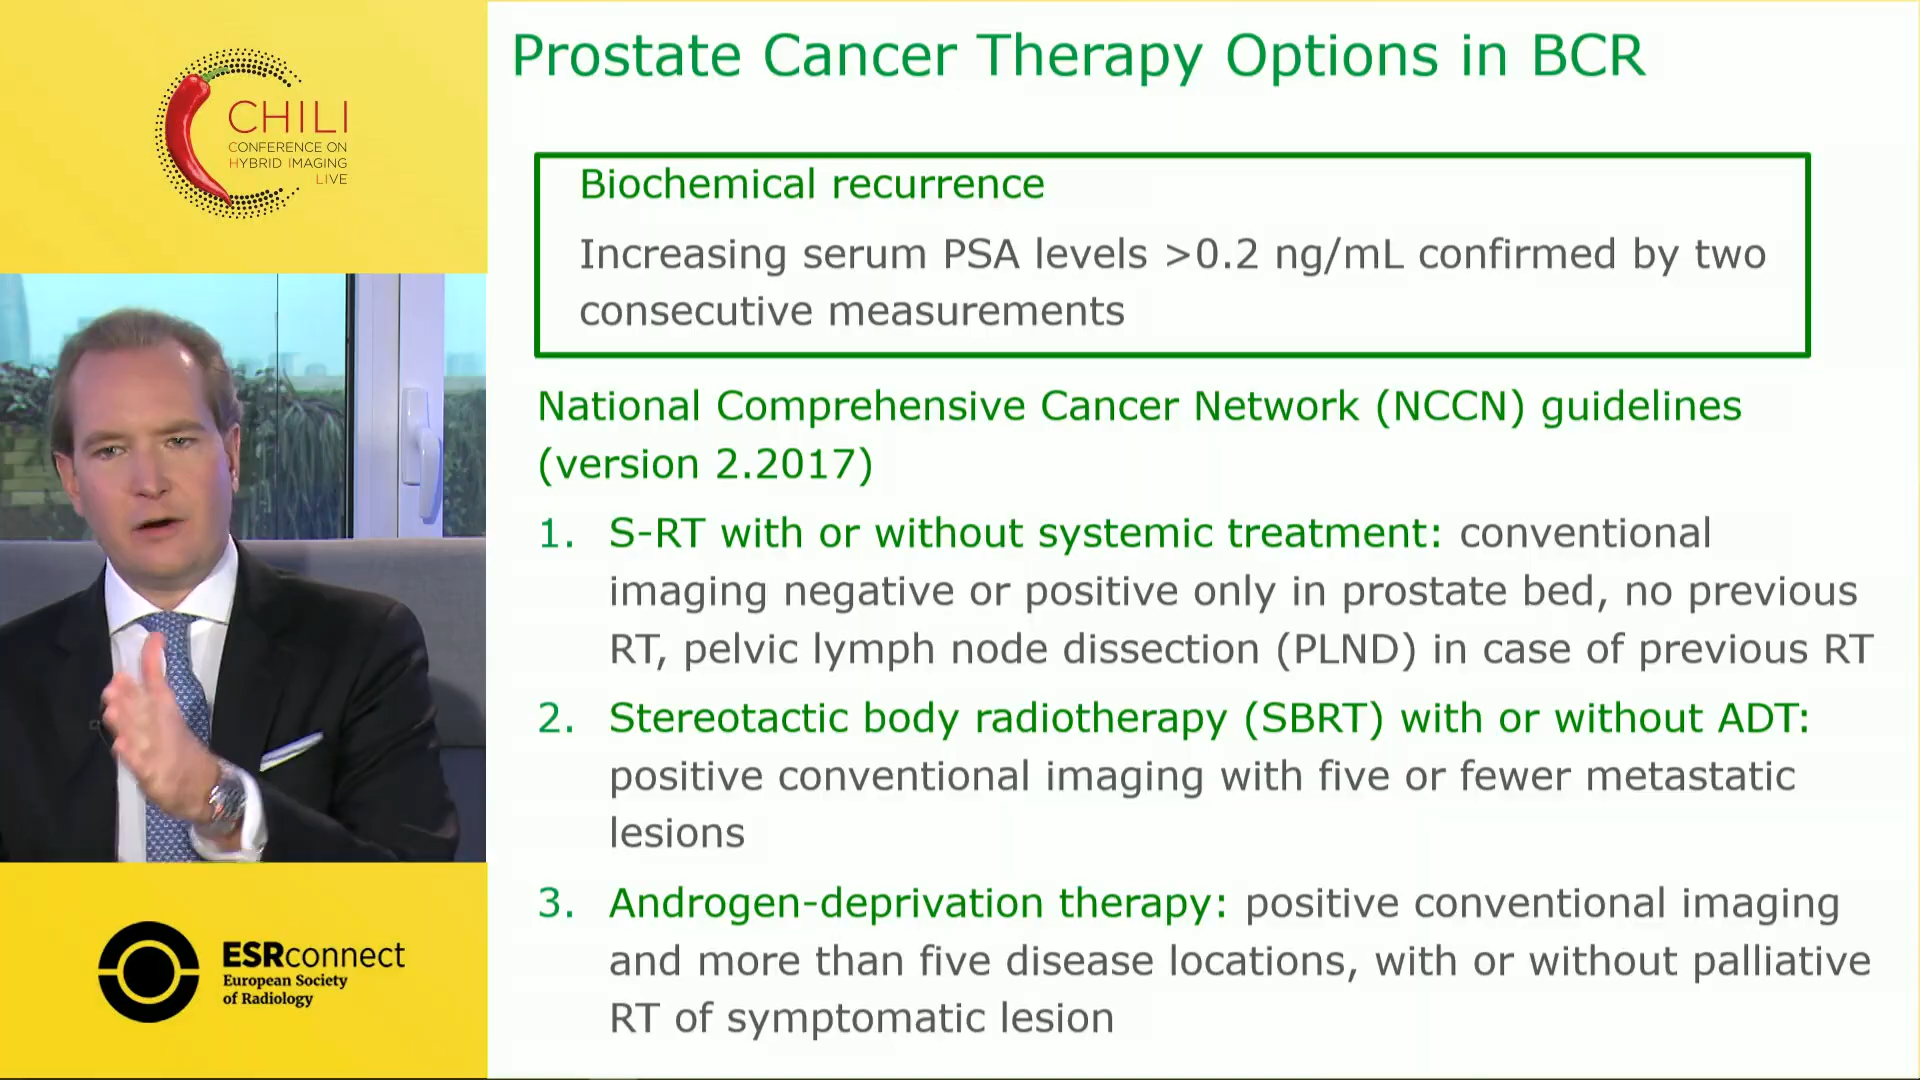 CHILI
CONFERENCE ON
HYBRID IMAGING
LIVE
ESRconnect
European Society
of Radiology
Prostate Cancer Therapy Options in BCR
Biochemical recurrence
Increasing serum PSA levels >0.2 ng/mL confirmed by two
consecutive measurements
National Comprehensive Cancer Network (NCCN) guidelines
(version 2.2017)
1. S-RT with or without systemic treatment: conventional
imaging negative or positive only in prostate bed, no previous
RT, pelvic lymph node dissection (PLND) in case of previous RT
2. Stereotactic body radiotherapy (SBRT) with or without ADT:
positive conventional imaging with five or fewer metastatic
lesions
3. Androgen-deprivation therapy: positive conventional imaging
and more than five disease locations, with or without palliative
RT of symptomatic lesion